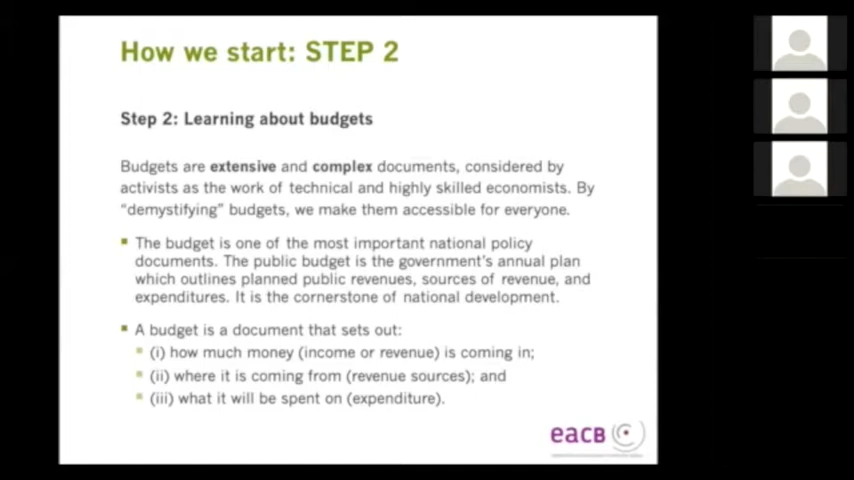 How we start: STEP 2
Step 2: Learning about budgets
Budgets are extensive and complex documents, considered by
activists as the work of technical and highly skilled economists. By
“demystifying” budgets, we make them accessible for everyone.
The budget is one of the most important national policy
documents. The public budget is the government’s annual plan
which outlines planned public revenues, sources of revenue, and
expenditures. It is the cornerstone of national development.
A budget is a document that sets out:
(i) how much money (income or revenue) is coming in;
(ii) where it is coming from (revenue sources); and
(iii) what it will be spent on (expenditure).
eacB